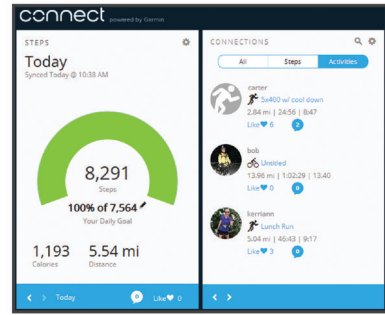 connect powered by Garmin
STEPS
Today
Synced Today @ 10:38 AM
8,291
Steps
100% of 7,564
Your Daily Goal
1,193
Calories
5.54 mi
Distance
< > Today 0 Like 0
CONNECTIONS
All Steps Activities
carter
5x400 w/ cool down
2.84 mi | 24:56 | 8:47
Like 6 2
bob
Untitled
13.96 mi | 1:02:29 | 13.40
Like 0 0
kerriann
Lunch Run
5.04 mi | 46:43 | 9:17
Like 3 0
< >